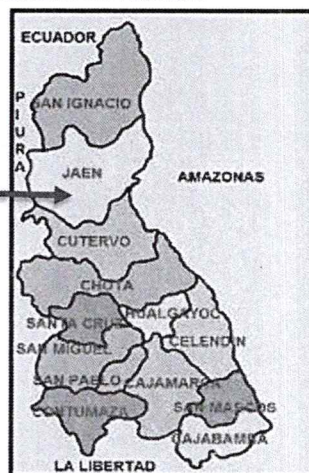 ECUADOR
SAN IGNACIO
PIURA
JAEN
AMAZONAS
CUTERVO
CHOTA
HUALGAYOC
SANTA CRUZ
CELENDIN
SAN MIGUEL
SAN PABLO
CAJAMARCA
SAN MARCOS
CONTUMAZA
CAJABAMBA
LA LIBERTAD